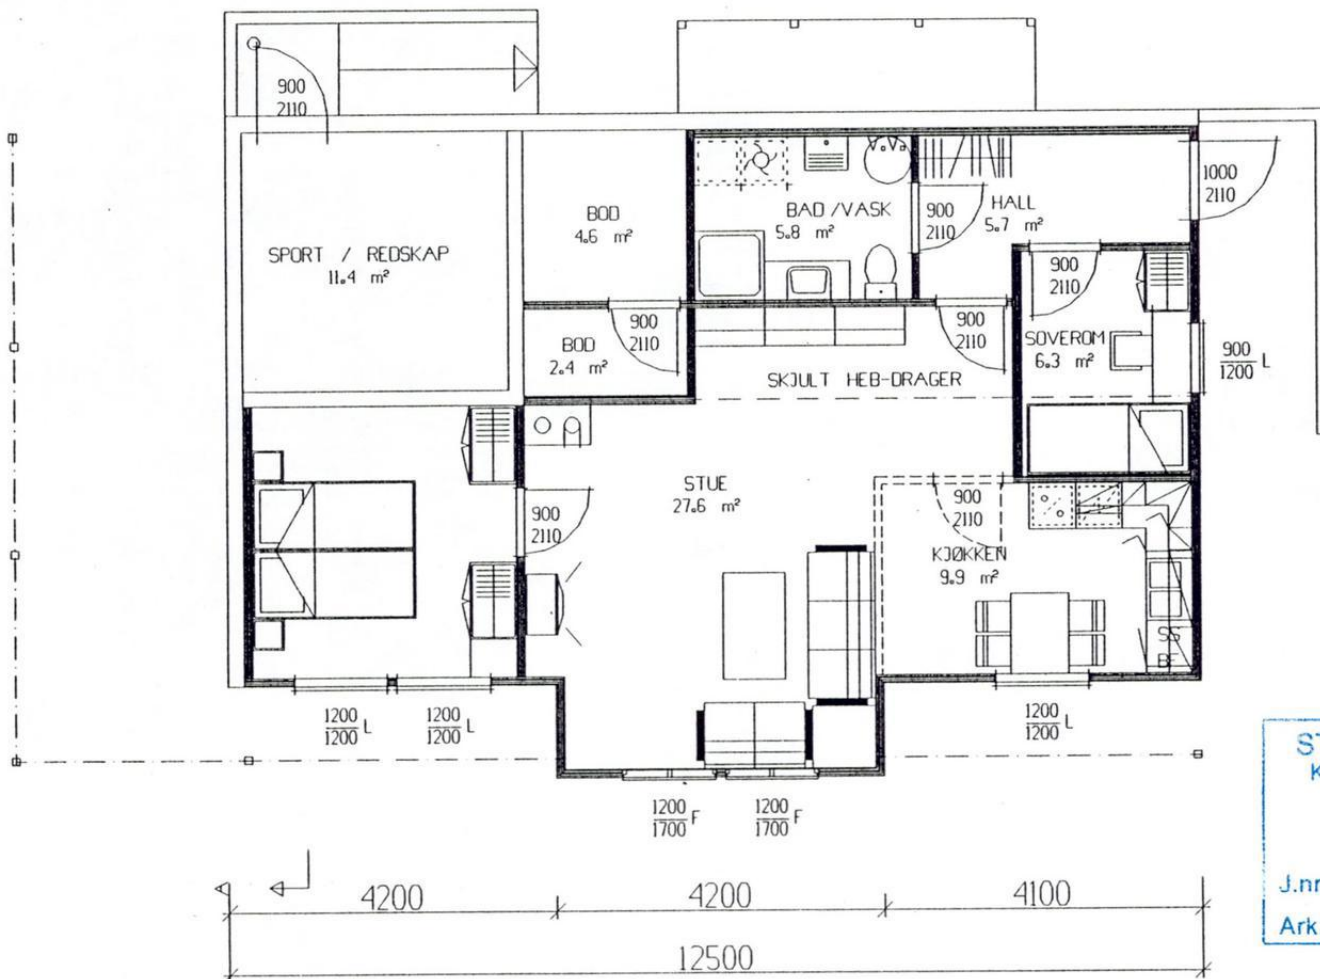 900
2110
SPORT / REDSKAP
11.4 m²
BOD
4.6 m²
BAD /VASK
5.8 m²
900
2110
HALL
5.7 m²
1000
2110
BOD
2.4 m²
900
2110
900
2110
900
2110
SOVEROM
6.3 m²
900
1200 L
SKJULT HEB-DRAGER
STUE
27.6 m²
900
2110
900
2110
KJØKKEN
9.9 m²
SS
1200
1200 L
1200
1200 L
1200
1200 L
1200
1700 F
1200
1700 F
4200
4200
4100
12500
ST
K
J.nr
Ark